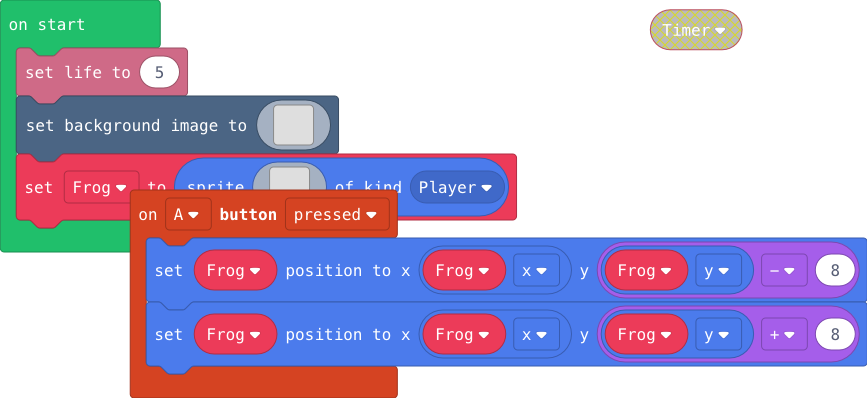 on start
Timer
set life to 5
set background image to
set Frog to sprite of kind Player
on A button pressed
set Frog position to x Frog x y Frog y - 8
set Frog position to x Frog x y Frog y + 8